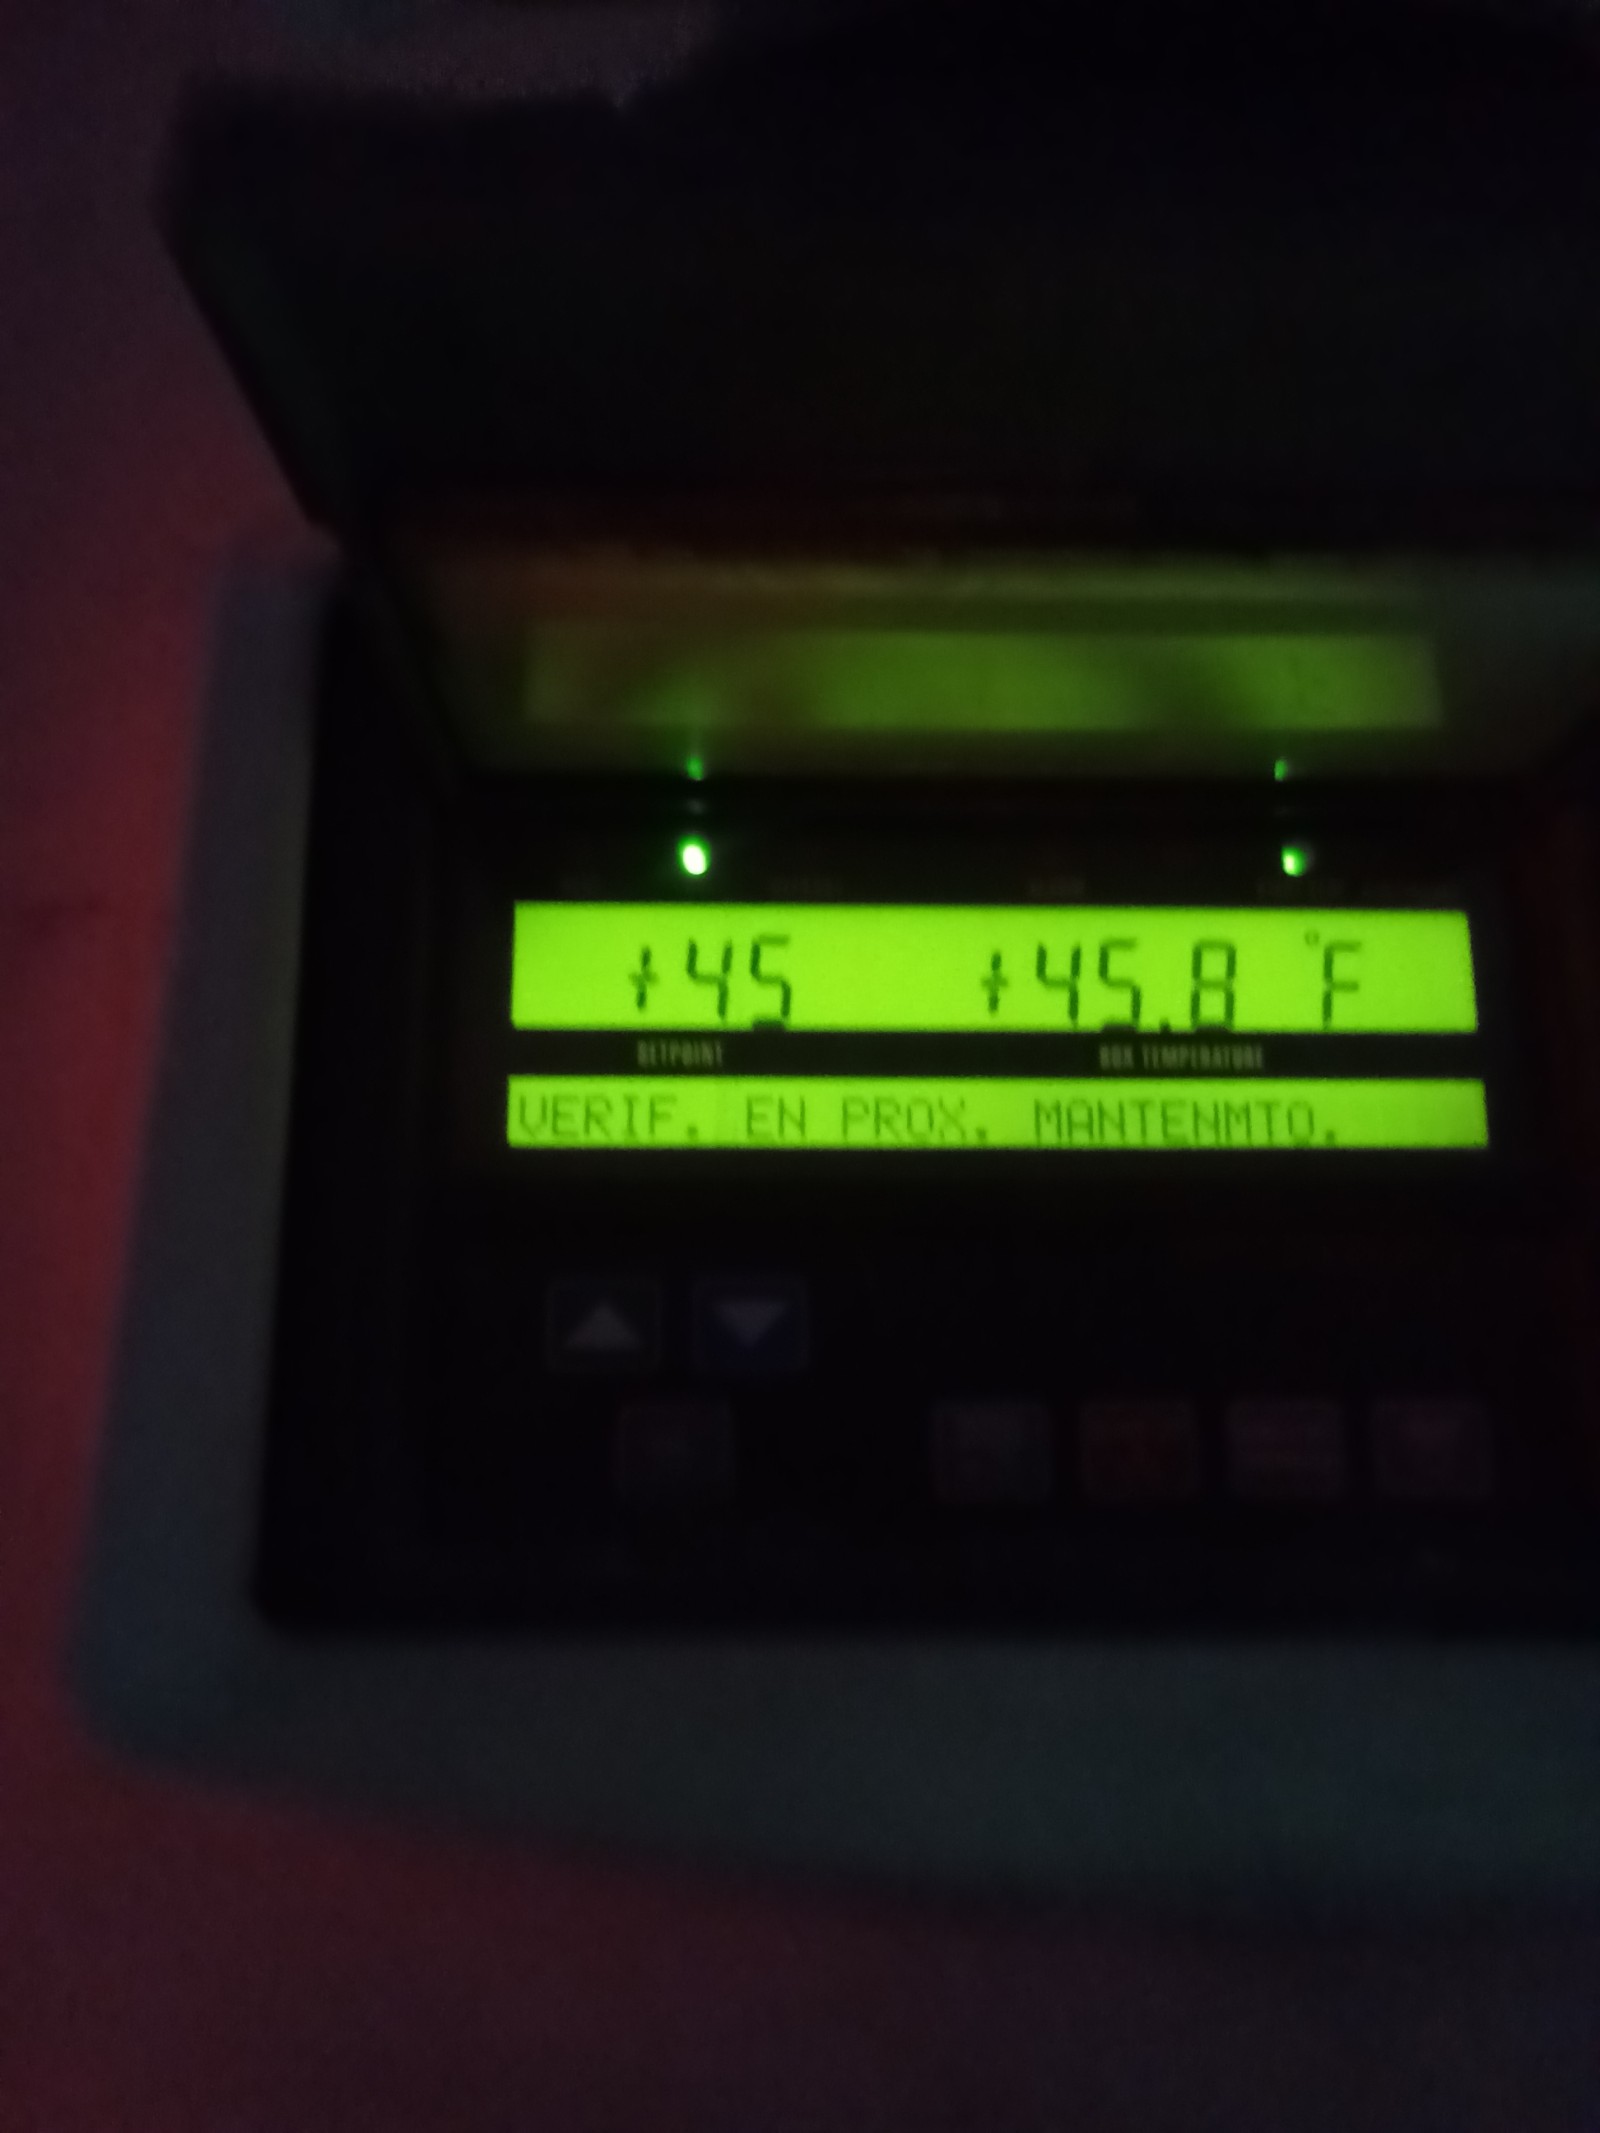 +45 +45.8 °F
SETPOINT BOX TEMPERATURE
VERIF. EN PROX. MANTENMTO.